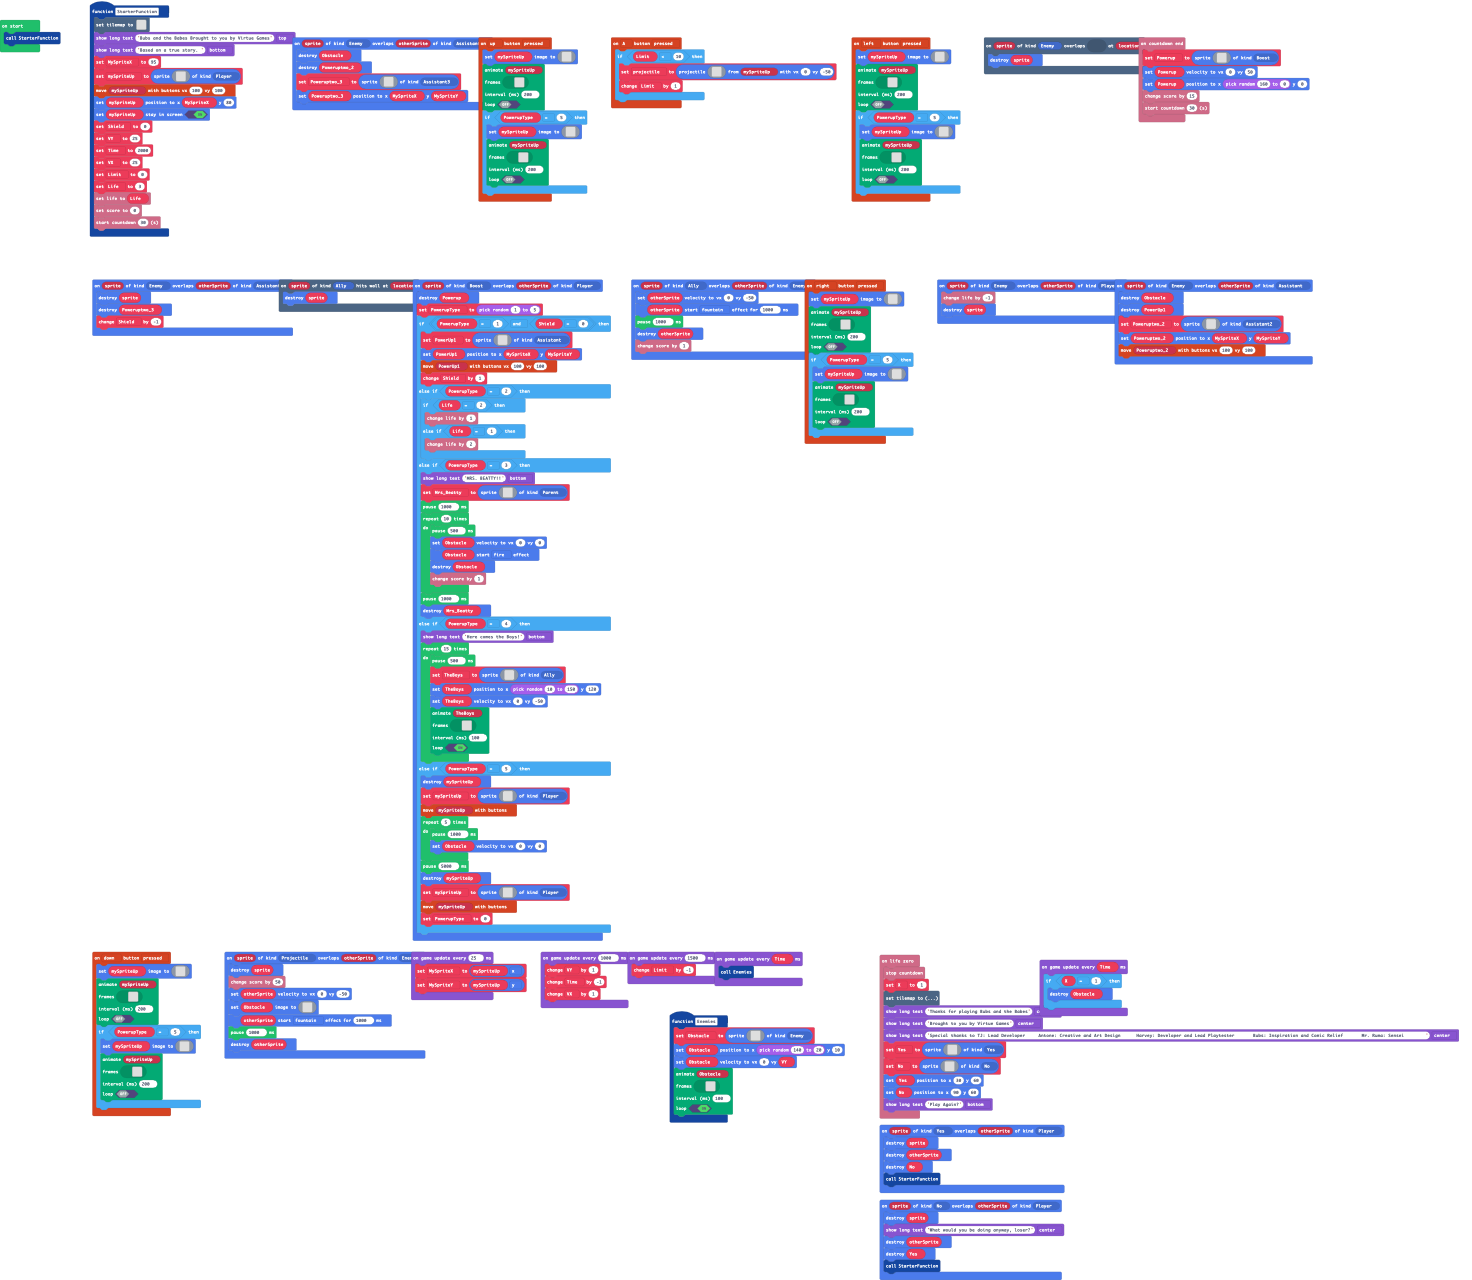 on start
call StarterFunction
function StarterFunction
set tilemap to
show long text "Babs and the Babes Brought to you by Virtue Games" top
show long text "Based on a true story. " bottom
set MySpriteX to 95
set mySpriteUp to sprite of kind Player
move mySpriteUp with buttons vx 100 vy 100
set mySpriteUp position to x MySpriteX y 80
set mySpriteUp stay in screen ON
set Shield to 0
set VY to 25
set Time to 2000
set VX to 25
set Limit to 0
set Life to 3
set life to Life
set score to 0
start countdown 30 (s)
on sprite of kind Enemy overlaps otherSprite of kind Assistant
destroy Obstacle
destroy Poweruptwo_2
set Poweruptwo_3 to sprite of kind Assistant3
set Poweruptwo_3 position to x MySpriteX y MySpriteY
on up button pressed
set mySpriteUp image to
animate mySpriteUp
frames
interval (ms) 200
loop OFF
if PowerupType = 5 then
set mySpriteUp image to
animate mySpriteUp
frames
interval (ms) 200
loop OFF
on A button pressed
if Limit < 30 then
set projectile to projectile from mySpriteUp with vx 0 vy -50
change Limit by 1
on left button pressed
set mySpriteUp image to
animate mySpriteUp
frames
interval (ms) 200
loop OFF
if PowerupType = 5 then
set mySpriteUp image to
animate mySpriteUp
frames
interval (ms) 200
loop OFF
on sprite of kind Enemy overlaps at location
destroy sprite
on countdown end
set Powerup to sprite of kind Boost
set Powerup velocity to vx 0 vy 50
set Powerup position to x pick random 160 to 0 y 0
change score by 15
start countdown 30 (s)
on sprite of kind Enemy overlaps otherSprite of kind Assistant
destroy sprite
destroy Poweruptwo_3
change Shield by -1
on sprite of kind Ally hits wall at location
destroy sprite
on sprite of kind Boost overlaps otherSprite of kind Player
destroy Powerup
set PowerupType to pick random 1 to 5
if PowerupType = 1 and Shield = 0 then
set PowerUp1 to sprite of kind Assistant
set PowerUp1 position to x MySpriteX y MySpriteY
move PowerUp1 with buttons vx 100 vy 100
change Shield by 3
else if PowerupType = 2 then
if Life = 2 then
change life by 1
else if Life = 1 then
change life by 2
else if PowerupType = 3 then
show long text "MRS. BEATTY!!" bottom
set Mrs_Beatty to sprite of kind Parent
pause 1000 ms
repeat 10 times
do pause 500 ms
set Obstacle velocity to vx 0 vy 0
Obstacle start fire effect
destroy Obstacle
change score by 1
pause 1000 ms
destroy Mrs_Beatty
else if PowerupType = 4 then
show long text "Here comes the Boys!" bottom
repeat 15 times
do pause 500 ms
set TheBoys to sprite of kind Ally
set TheBoys position to x pick random 10 to 150 y 120
set TheBoys velocity to vx 0 vy -50
animate TheBoys
frames
interval (ms) 100
loop ON
else if PowerupType = 5 then
destroy mySpriteUp
set mySpriteUp to sprite of kind Player
move mySpriteUp with buttons
repeat 5 times
do pause 1000 ms
set Obstacle velocity to vx 0 vy 0
pause 5000 ms
destroy mySpriteUp
set mySpriteUp to sprite of kind Player
move mySpriteUp with buttons
set PowerupType to 0
on sprite of kind Ally overlaps otherSprite of kind Enemy
set otherSprite velocity to vx 0 vy -50
otherSprite start fountain effect for 1000 ms
pause 1000 ms
destroy otherSprite
change score by 1
on right button pressed
set mySpriteUp image to
animate mySpriteUp
frames
interval (ms) 200
loop OFF
if PowerupType = 5 then
set mySpriteUp image to
animate mySpriteUp
frames
interval (ms) 200
loop OFF
on sprite of kind Enemy overlaps otherSprite of kind Player
change life by -1
destroy sprite
on sprite of kind Enemy overlaps otherSprite of kind Assistant
destroy Obstacle
destroy PowerUp1
set Poweruptwo_2 to sprite of kind Assistant2
set Poweruptwo_2 position to x MySpriteX y MySpriteY
move Poweruptwo_2 with buttons vx 100 vy 100
on down button pressed
set mySpriteUp image to
animate mySpriteUp
frames
interval (ms) 200
loop OFF
if PowerupType = 5 then
set mySpriteUp image to
animate mySpriteUp
frames
interval (ms) 200
loop OFF
on sprite of kind Projectile overlaps otherSprite of kind Enemy
destroy sprite
change score by 50
set otherSprite velocity to vx 0 vy -50
set Obstacle image to
otherSprite start fountain effect for 1000 ms
pause 1000 ms
destroy otherSprite
on game update every 25 ms
set MySpriteX to mySpriteUp x
set MySpriteY to mySpriteUp y
on game update every 1000 ms
change VY by 1
change Time by -1
change VX by 1
on game update every 1500 ms
change Limit by -1
on game update every Time ms
call Enemies
function Enemies
set Obstacle to sprite of kind Enemy
set Obstacle position to x pick random 140 to 20 y 10
set Obstacle velocity to vx 0 vy VY
animate Obstacle
frames
interval (ms) 100
loop ON
on life zero
stop countdown
set X to 1
set tilemap to (...)
show long text "Thanks for playing Babs and the Babes" c
show long text "Brought to you by Virtue Games" center
show long text "Special thanks to TJ: Lead Developer Ankone: Creative and Art Design Harvey: Developer and Lead Playtester Babs: Inspiration and Comic Relief Mr. Kuma: Sensei" center
set Yes to sprite of kind Yes
set No to sprite of kind No
set Yes position to x 40 y 60
set No position to x 90 y 60
show long text "Play Again?" bottom
on game update every Time ms
if X = 1 then
destroy Obstacle
on sprite of kind Yes overlaps otherSprite of kind Player
destroy sprite
destroy otherSprite
destroy No
call StarterFunction
on sprite of kind No overlaps otherSprite of kind Player
destroy sprite
show long text "What would you be doing anyway, loser?" center
destroy otherSprite
destroy Yes
call StarterFunction